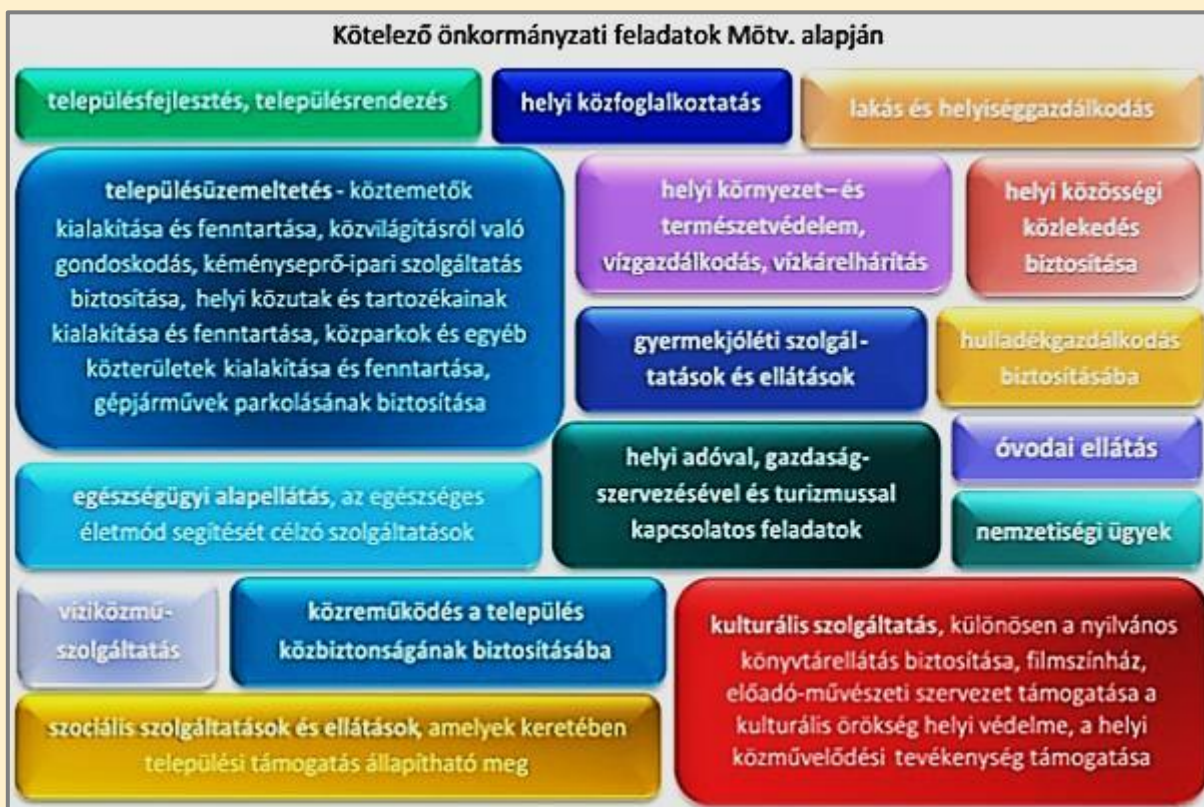 Kötelező önkormányzati feladatok Mötv. alapján
településfejlesztés, településrendezés
helyi közfoglalkoztatás
lakás és helyiséggazdálkodás
településüzemeltetés - köztemetők
kialakítása és fenntartása, közvilágításról való
gondoskodás, kéményseprő-ipari szolgáltatás
biztosítása, helyi közutak és tartozékainak
kialakítása és fenntartása, közparkok és egyéb
közterületek kialakítása és fenntartása,
gépjárművek parkolásának biztosítása
helyi környezet– és
természetvédelem,
vízgazdálkodás, vízkárelhárítás
helyi közösségi
közlekedés
biztosítása
gyermekjóléti szolgál-
tatások és ellátások
hulladékgazdálkodás
biztosításába
egészségügyi alapellátás, az egészséges
életmód segítését célzó szolgáltatások
helyi adóval, gazdaság-
szervezésével és turizmussal
kapcsolatos feladatok
óvodai ellátás
nemzetiségi ügyek
víziközmű-
szolgáltatás
közreműködés a település
közbiztonságának biztosításába
kulturális szolgáltatás, különösen a nyilvános
könyvtárellátás biztosítása, filmszínház,
előadó-művészeti szervezet támogatása a
kulturális örökség helyi védelme, a helyi
közművelődési tevékenység támogatása
szociális szolgáltatások és ellátások, amelyek keretében
települési támogatás állapítható meg